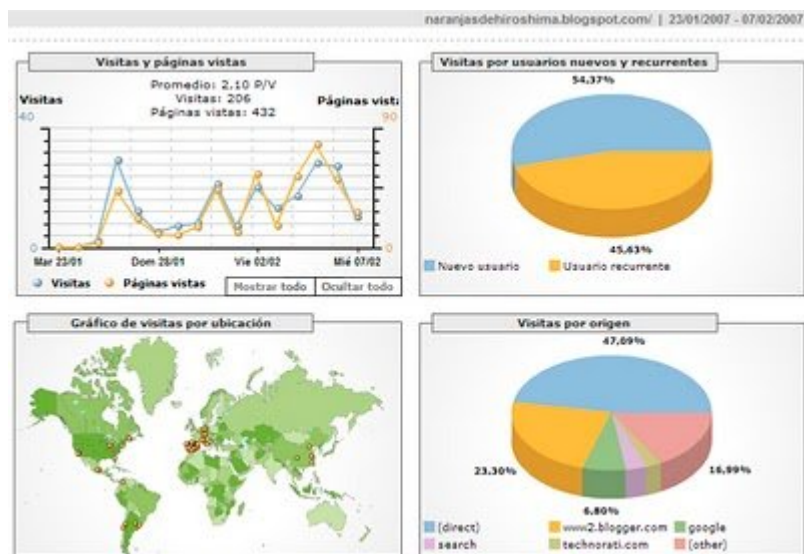 naranjasdehiroshima.blogspot.com/ | 23/01/2007 - 07/02/2007
Visitas y páginas vistas
Promedio: 2,10 P/V
Visitas: 206
Páginas vistas: 432
Visitas
Páginas vist
40
90
0
0
Mar 23/01
Dom 28/01
Vie 02/02
Mié 07/02
Visitas
Páginas vistas
Mostrar todo
Ocultar todo
Visitas por usuarios nuevos y recurrentes
54,37%
45,63%
Nuevo usuario
Usuario recurrente
Gráfico de visitas por ubicación
Visitas por origen
47,09%
23,30%
16,99%
6,80%
(direct)
www2.blogger.com
google
search
technorati.com
(other)